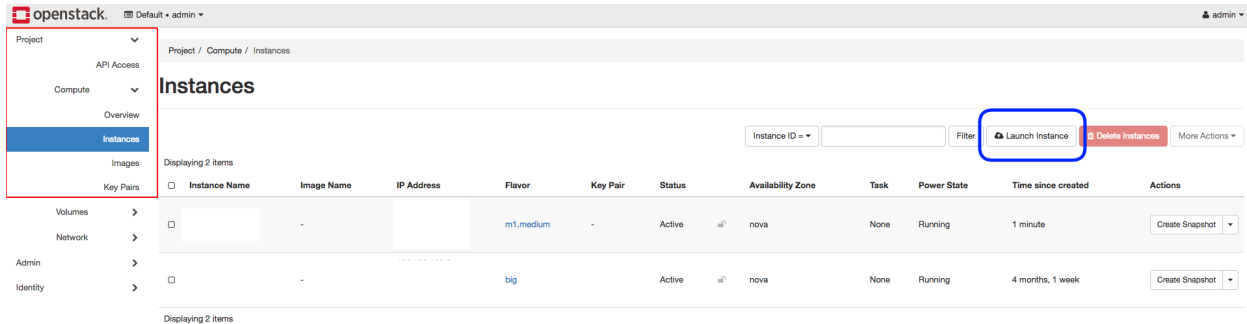 openstack. Default • admin
admin
Project
API Access
Compute
Overview
Instances
Images
Key Pairs
Volumes
Network
Admin
Identity
Project / Compute / Instances
Instances
Instance ID = Filter Launch Instance Delete Instances More Actions
Displaying 2 items
Instance Name Image Name IP Address Flavor Key Pair Status Availability Zone Task Power State Time since created Actions
- m1.medium - Active nova None Running 1 minute Create Snapshot
- big Active nova None Running 4 months, 1 week Create Snapshot
Displaying 2 items